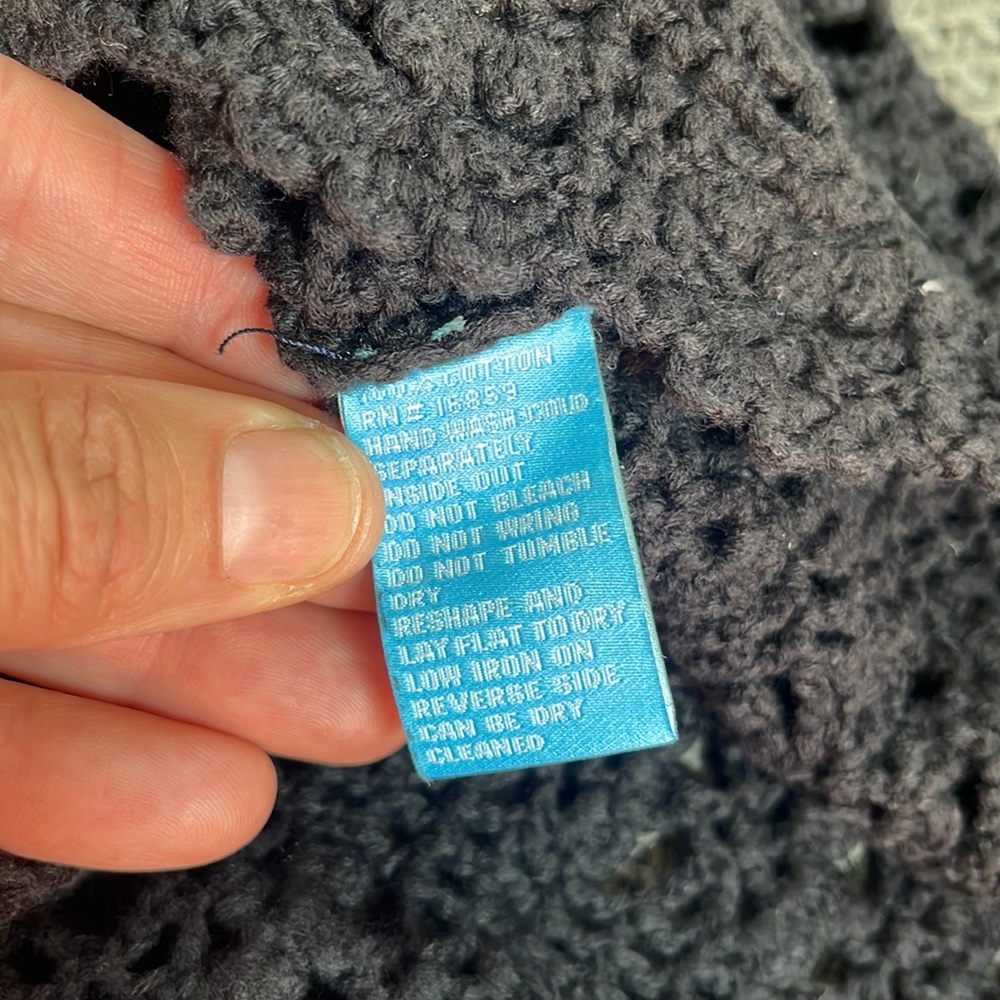 100% COTTON
RN# 16859
HAND WASH COLD
SEPARATELY
INSIDE OUT
DO NOT BLEACH
DO NOT WRING
DO NOT TUMBLE
DRY
RESHAPE AND
LAY FLAT TO DRY
LOW IRON ON
REVERSE SIDE
CAN BE DRY
CLEANED